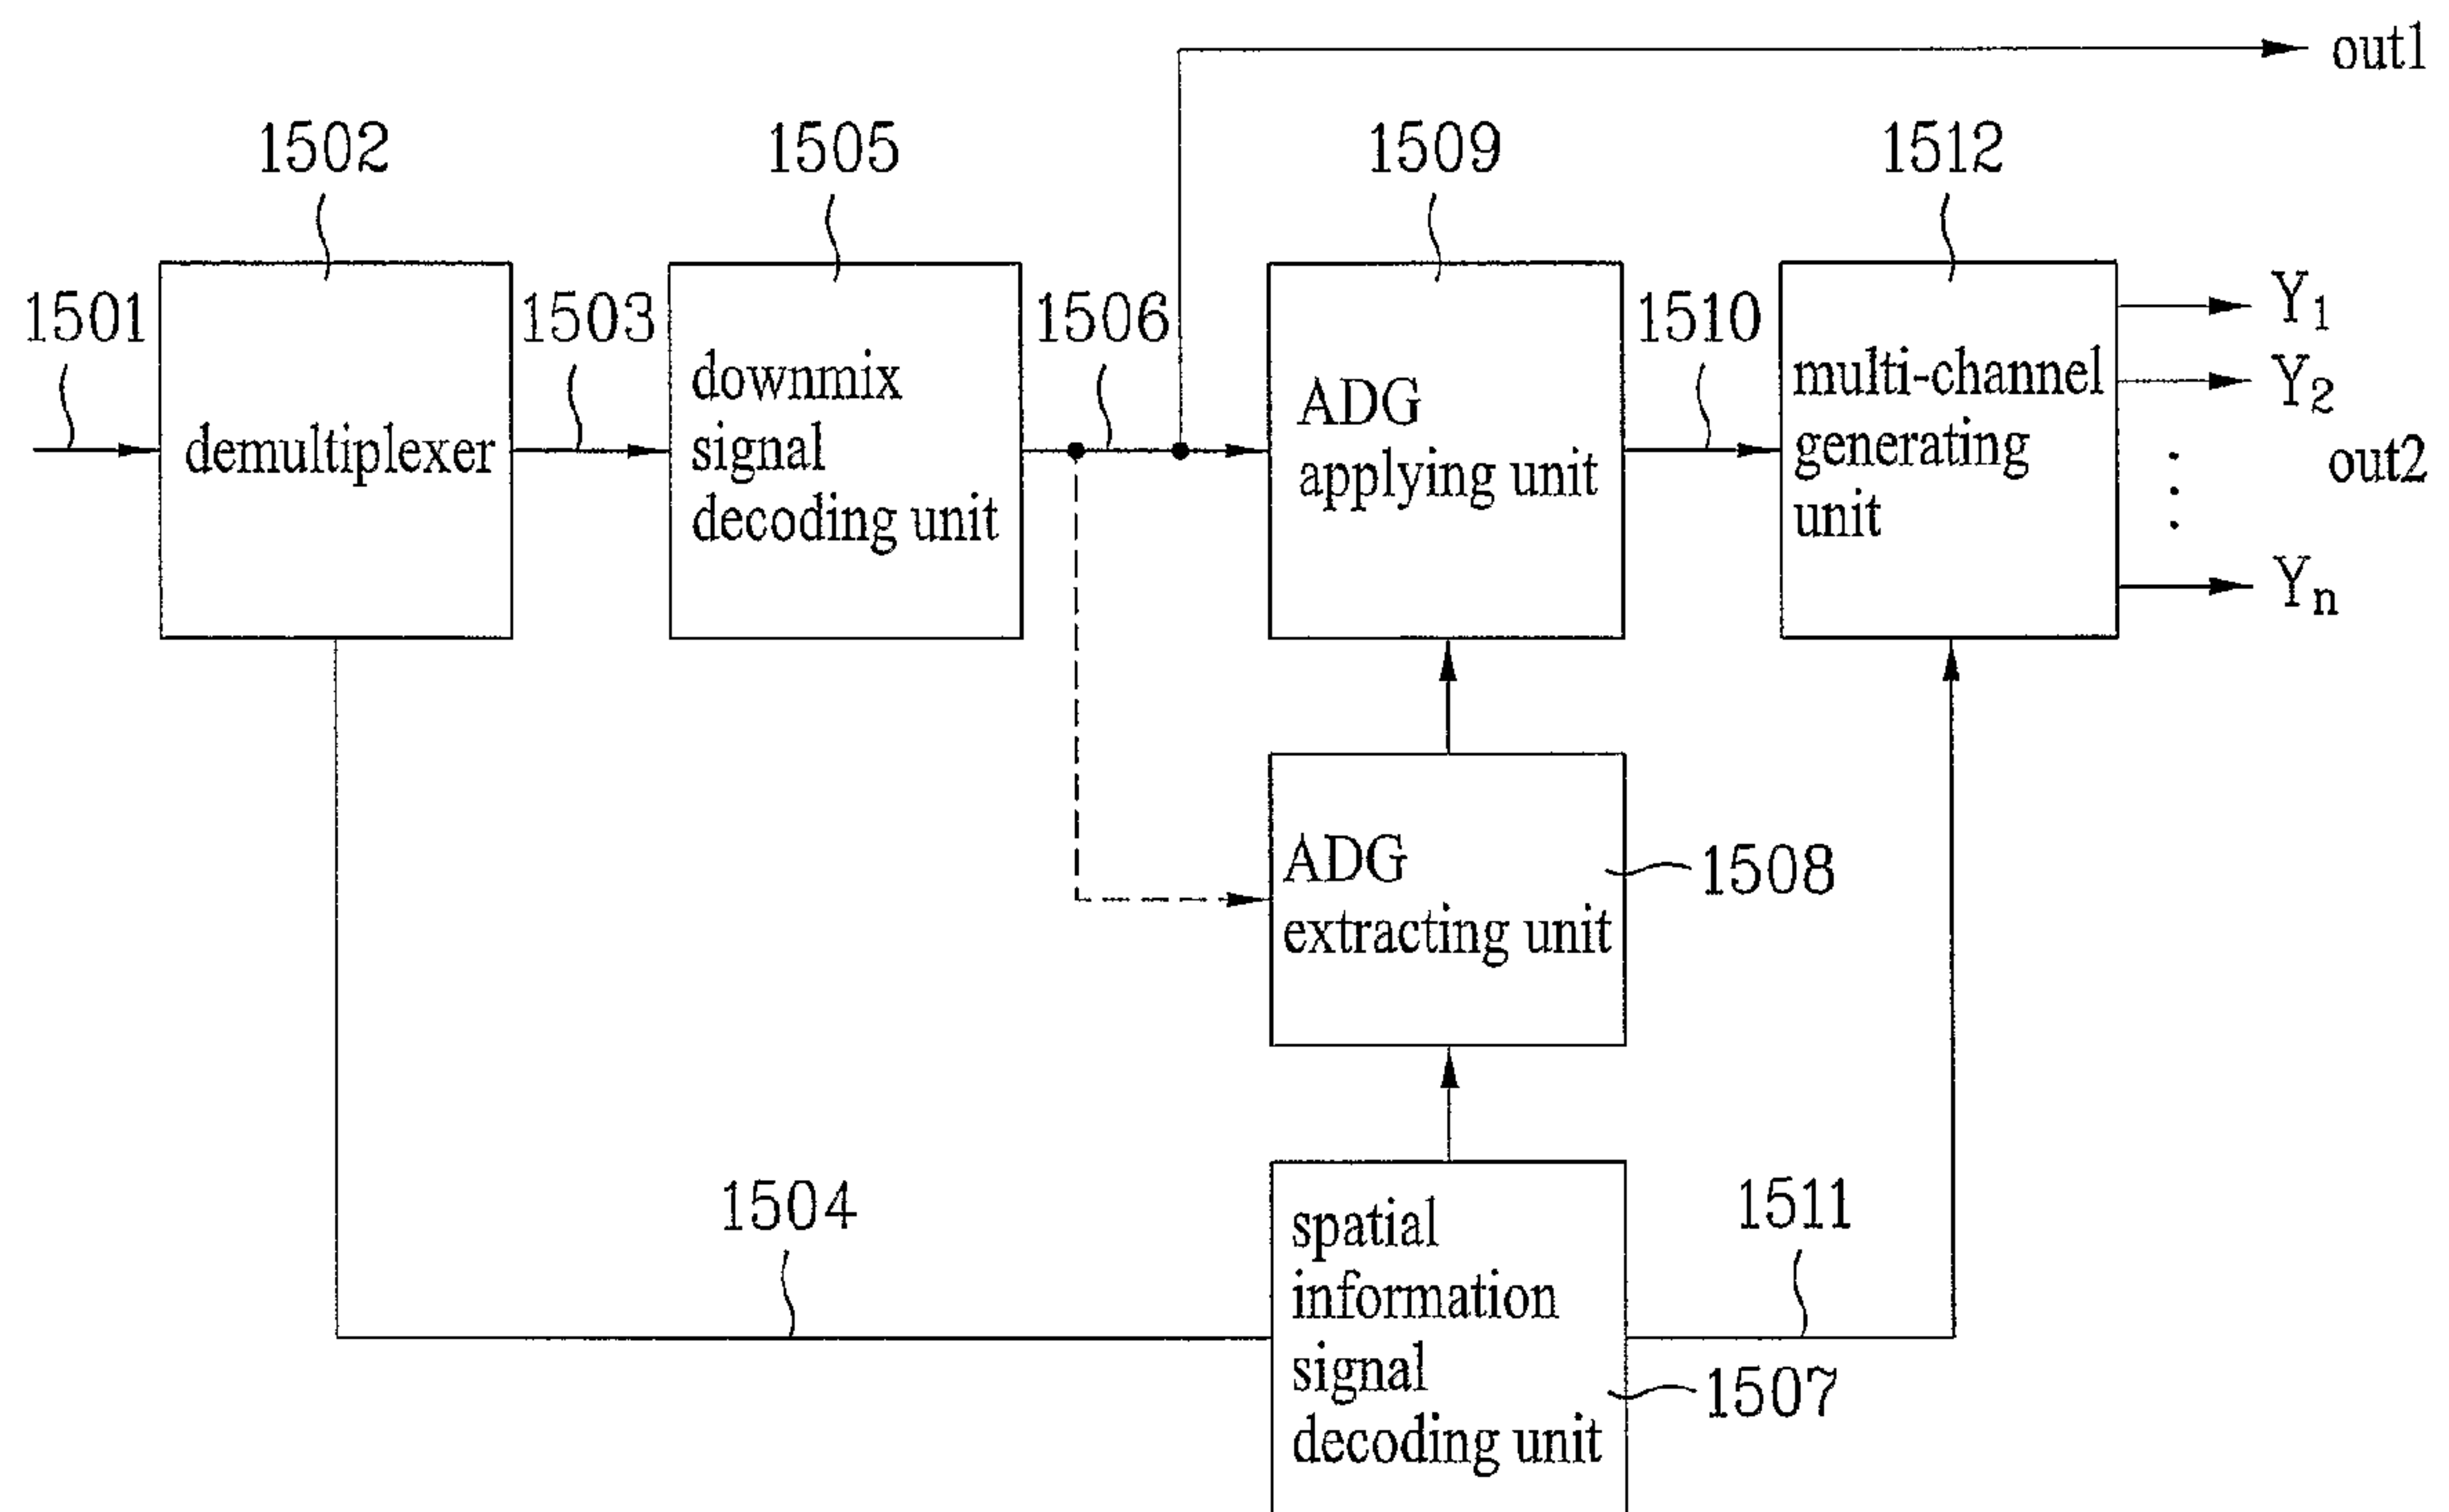 out1
1502
1505
1509
1512
1501
1503
1506
1510
demultiplexer
downmix
signal
decoding unit
ADG
applying unit
multi-channel
generating
unit
Y1
Y2
out2
Yn
ADG
extracting unit
1508
1504
spatial
information
signal
decoding unit
1511
1507